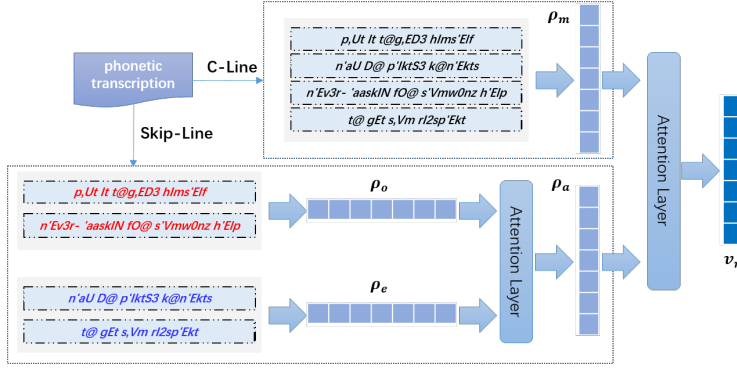 phonetic
transcription
C-Line
Skip-Line
p,Ut It t@g,ED3 hIms'Elf
n'aU D@ p'IktS3 k@n'Ekts
n'Ev3r- 'aaskIN fO@ s'Vmw0nz h'Elp
t@ gEt s,Vm rI2sp'Ekt
ρm
Attention Layer
p,Ut It t@g,ED3 hIms'Elf
n'Ev3r- 'aaskIN fO@ s'Vmw0nz h'Elp
ρo
n'aU D@ p'IktS3 k@n'Ekts
t@ gEt s,Vm rI2sp'Ekt
ρe
Attention Layer
ρa